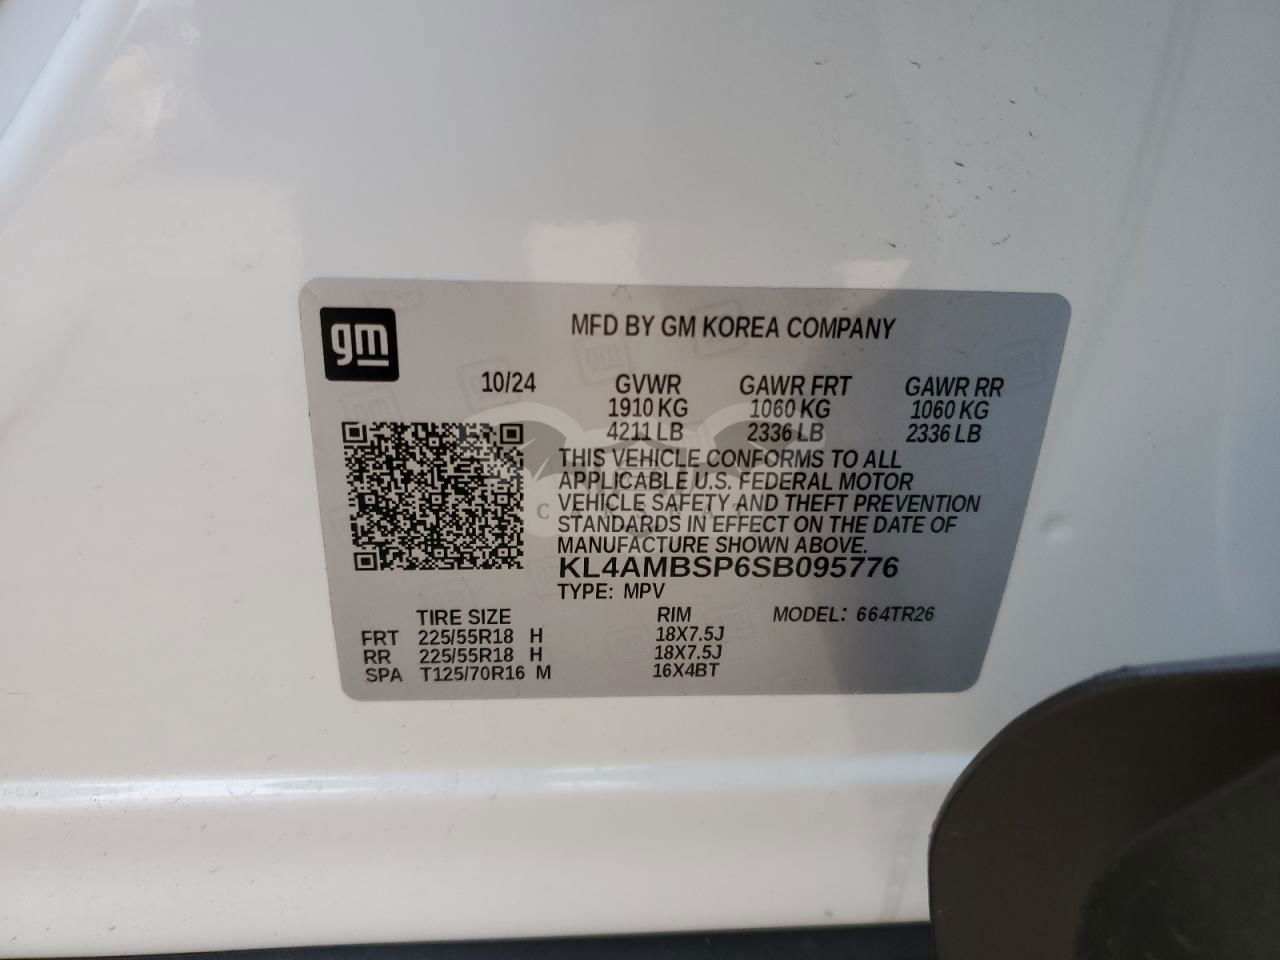 gm
MFD BY GM KOREA COMPANY
10/24 GVWR GAWR FRT GAWR RR
1910 KG 1060 KG 1060 KG
4211 LB 2336 LB 2336 LB
THIS VEHICLE CONFORMS TO ALL
APPLICABLE U.S. FEDERAL MOTOR
VEHICLE SAFETY AND THEFT PREVENTION
STANDARDS IN EFFECT ON THE DATE OF
MANUFACTURE SHOWN ABOVE.
KL4AMBSP6SB095776
TYPE: MPV
TIRE SIZE RIM MODEL: 664TR26
FRT 225/55R18 H 18X7.5J
RR 225/55R18 H 18X7.5J
SPA T125/70R16 M 16X4BT